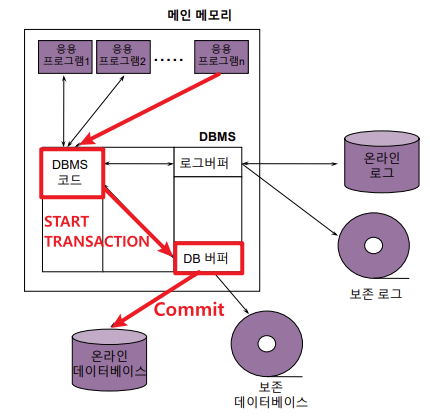 메인 메모리
응용
프로그램1
응용
프로그램2
.....
응용
프로그램n
DBMS
DBMS
코드
로그버퍼
온라인
로그
START
TRANSACTION
DB 버퍼
보존 로그
Commit
온라인
데이터베이스
보존
데이터베이스